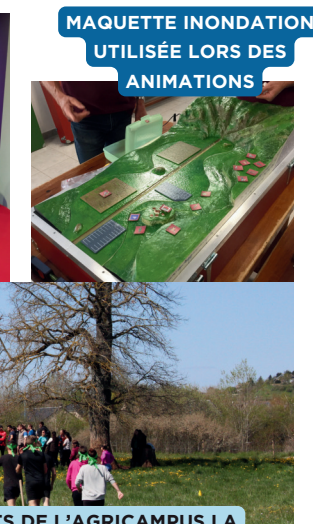 MAQUETTE INONDATION
UTILISÉE LORS DES
ANIMATIONS
DE L'AGRICAMPUS LA